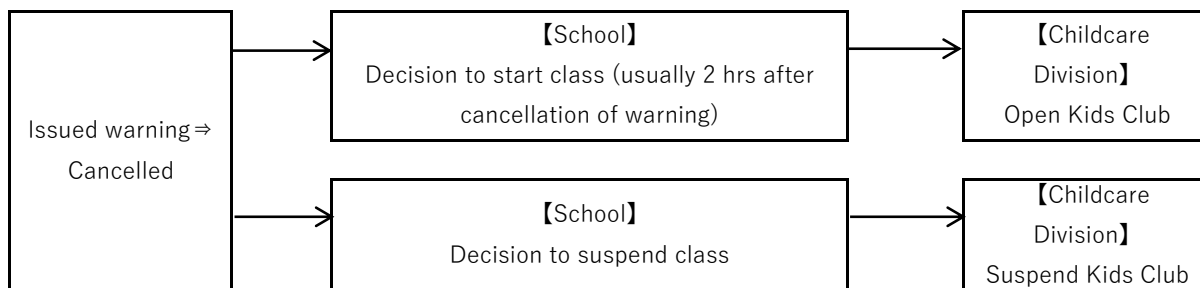 Issued warning⇒
Cancelled
【School】
Decision to start class (usually 2 hrs after
cancellation of warning)
【Childcare
Division】
Open Kids Club
【School】
Decision to suspend class
【Childcare
Division】
Suspend Kids Club